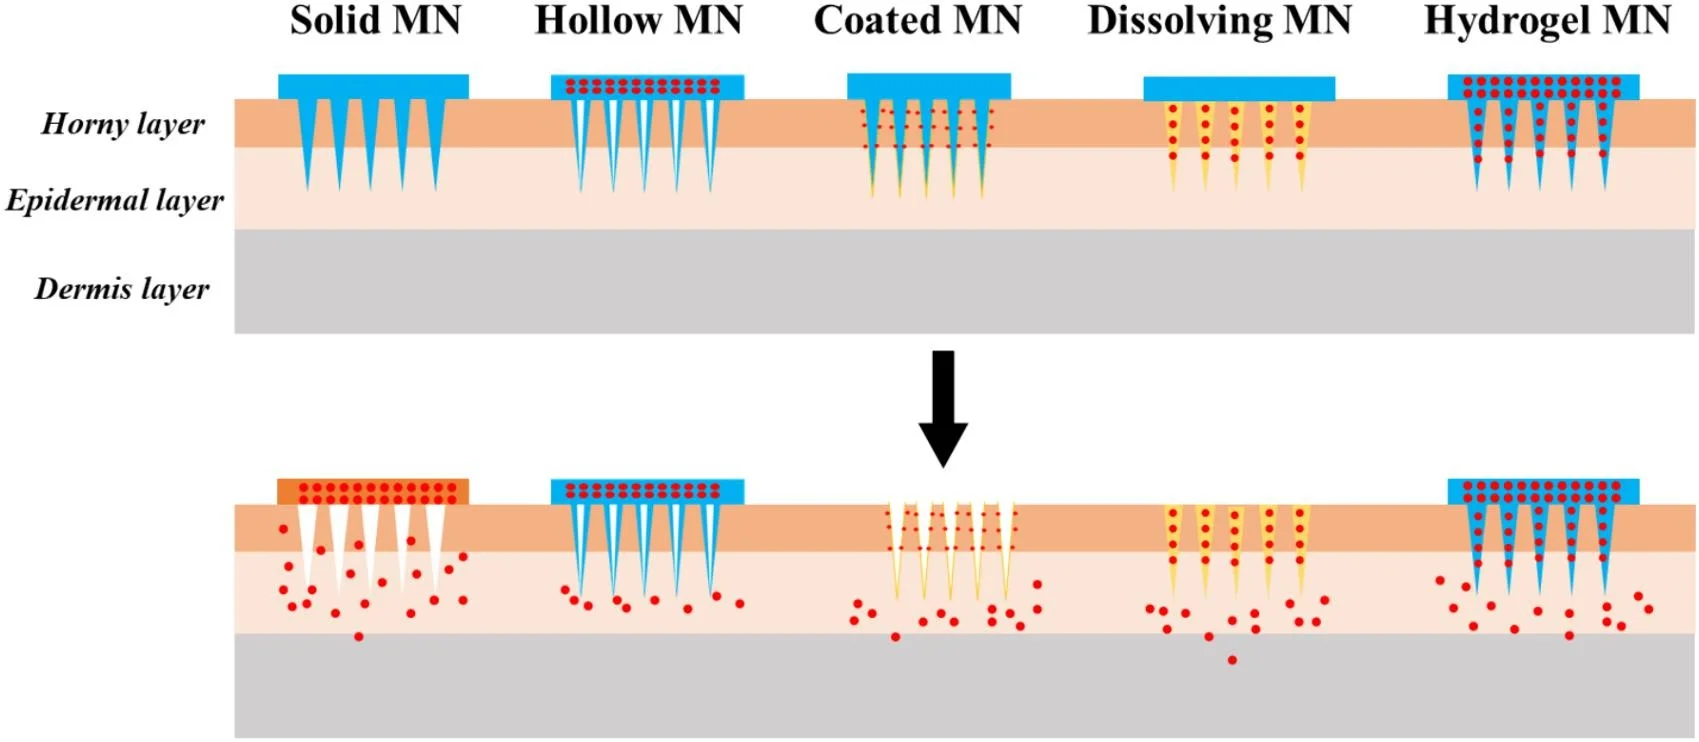 Solid MN
Hollow MN
Coated MN
Dissolving MN
Hydrogel MN
Horny layer
Epidermal layer
Dermis layer